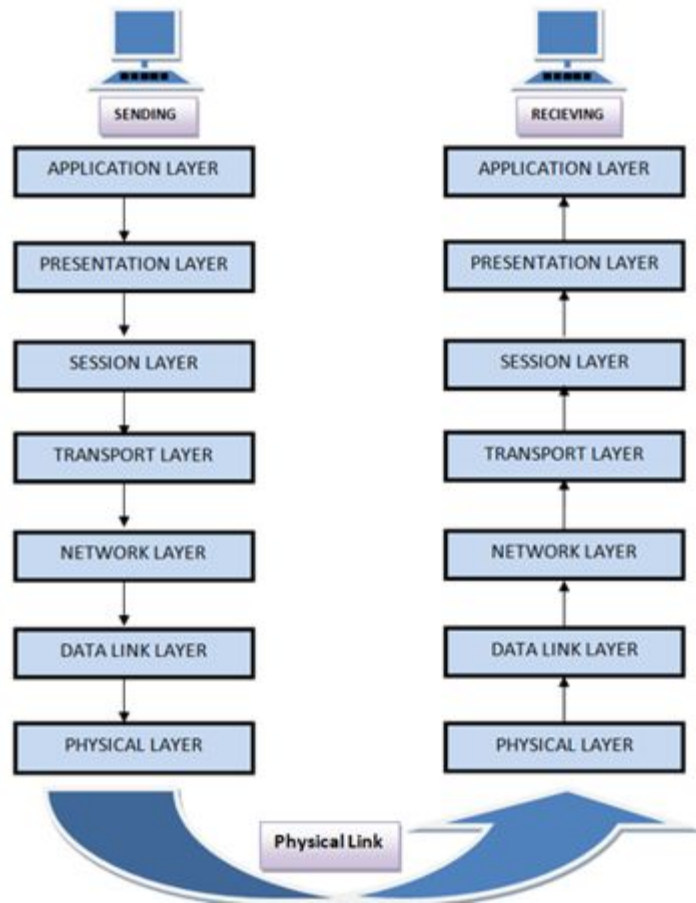 SENDING
RECIEVING
APPLICATION LAYER
APPLICATION LAYER
PRESENTATION LAYER
PRESENTATION LAYER
SESSION LAYER
SESSION LAYER
TRANSPORT LAYER
TRANSPORT LAYER
NETWORK LAYER
NETWORK LAYER
DATA LINK LAYER
DATA LINK LAYER
PHYSICAL LAYER
PHYSICAL LAYER
Physical Link